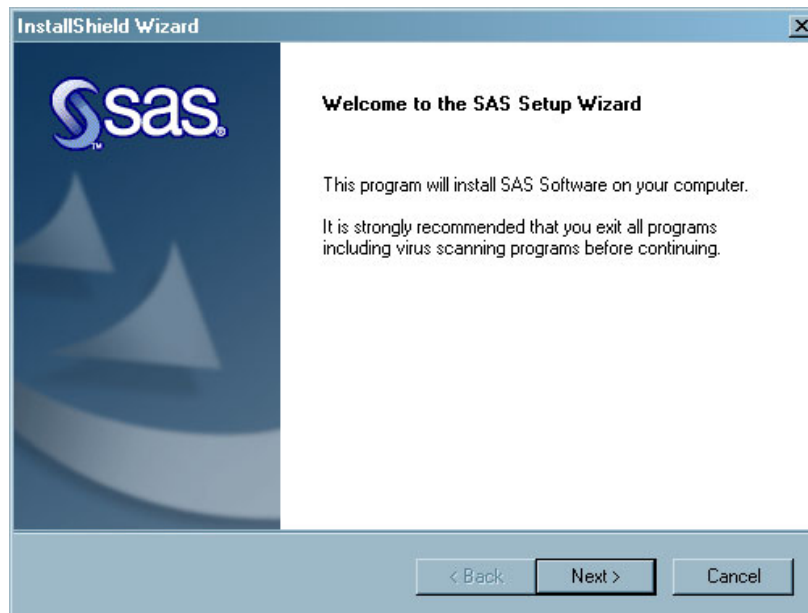 InstallShield Wizard
sas®
TM
Welcome to the SAS Setup Wizard
This program will install SAS Software on your computer.
It is strongly recommended that you exit all programs
including virus scanning programs before continuing.
< Back
Next >
Cancel